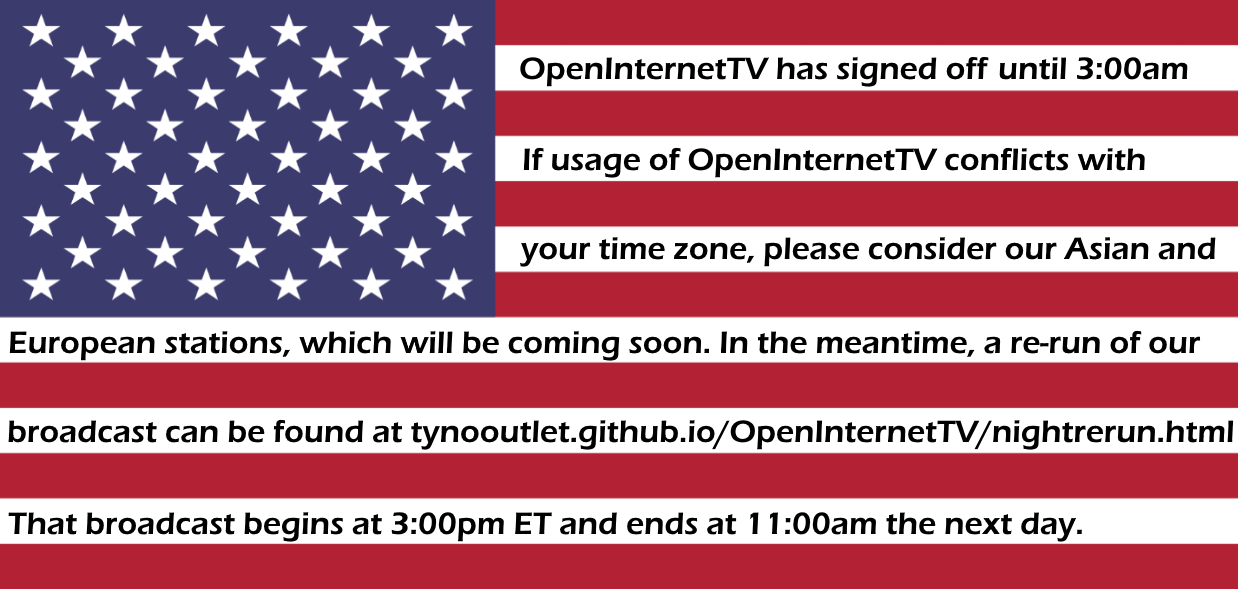 OpenInternetTV has signed off until 3:00am
If usage of OpenInternetTV conflicts with
your time zone, please consider our Asian and
European stations, which will be coming soon. In the meantime, a re-run of our
broadcast can be found at tynooutlet.github.io/OpenInternetTV/nightrerun.html
That broadcast begins at 3:00pm ET and ends at 11:00am the next day.